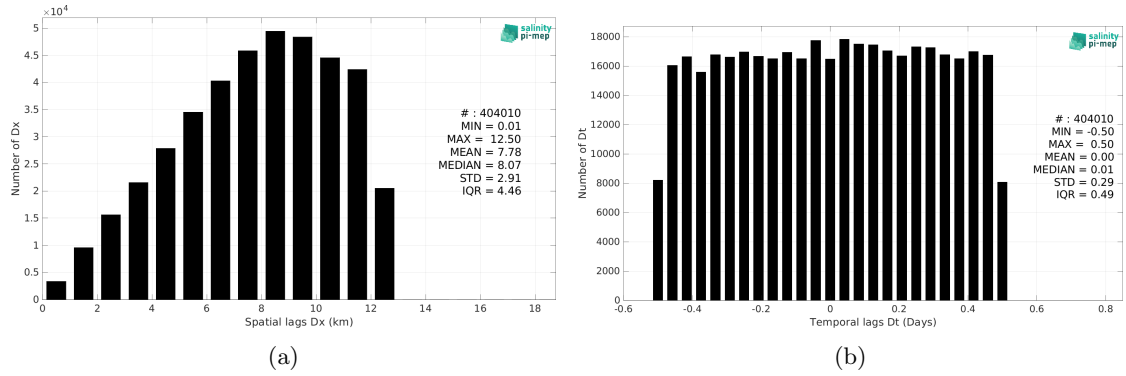 ×10⁴
5
4.5
4
3.5
3
2.5
2
1.5
1
0.5
0
Number of Dx
0 2 4 6 8 10 12 14 16 18
Spatial lags Dx (km)
salinity
pi-mep
# : 404010
MIN = 0.01
MAX = 12.50
MEAN = 7.78
MEDIAN = 8.07
STD = 2.91
IQR = 4.46
(a)
18000
16000
14000
12000
10000
8000
6000
4000
2000
0
Number of Dt
-0.6 -0.4 -0.2 0 0.2 0.4 0.6 0.8
Temporal lags Dt (Days)
salinity
pi-mep
# : 404010
MIN = -0.50
MAX = 0.50
MEAN = 0.00
MEDIAN = 0.01
STD = 0.29
IQR = 0.49
(b)